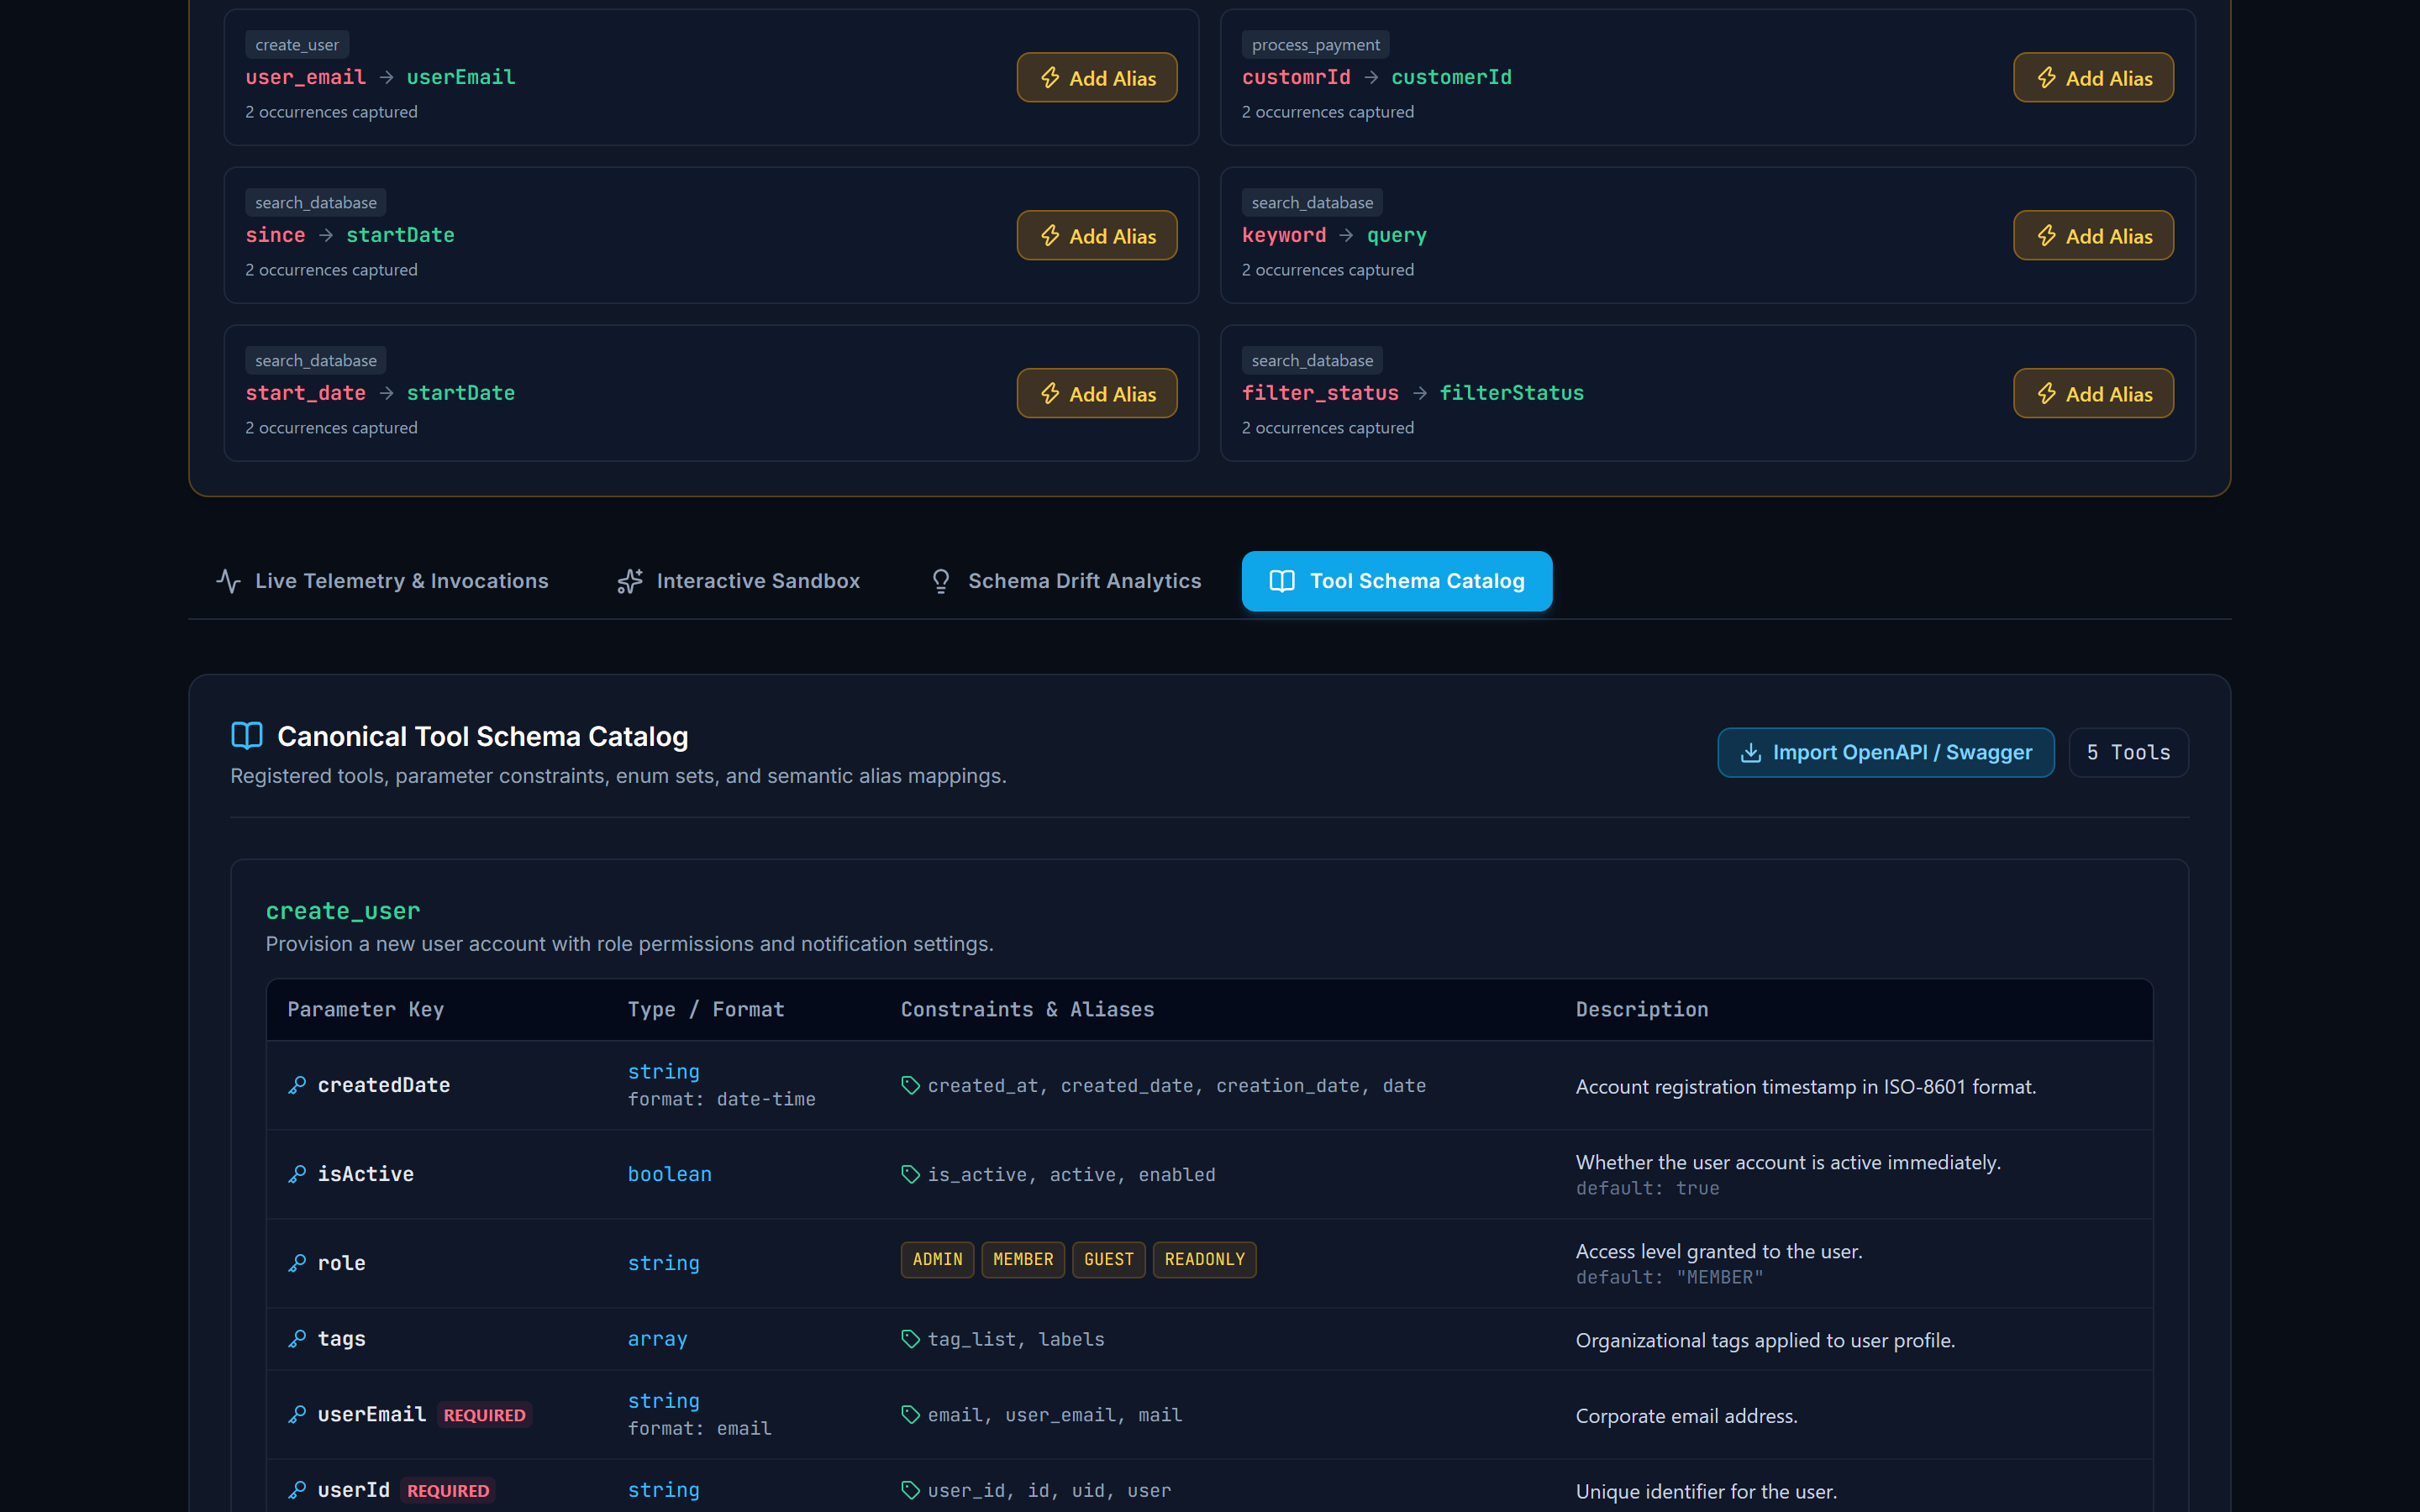 create_user
user_email → userEmail
2 occurrences captured
Add Alias
process_payment
customrId → customerId
2 occurrences captured
Add Alias
search_database
since → startDate
2 occurrences captured
Add Alias
search_database
keyword → query
2 occurrences captured
Add Alias
search_database
start_date → startDate
2 occurrences captured
Add Alias
search_database
filter_status → filterStatus
2 occurrences captured
Add Alias
Live Telemetry & Invocations
Interactive Sandbox
Schema Drift Analytics
Tool Schema Catalog
Canonical Tool Schema Catalog
Registered tools, parameter constraints, enum sets, and semantic alias mappings.
Import OpenAPI / Swagger
5 Tools
create_user
Provision a new user account with role permissions and notification settings.
Parameter Key
Type / Format
Constraints & Aliases
Description
createdDate
string
format: date-time
created_at, created_date, creation_date, date
Account registration timestamp in ISO-8601 format.
isActive
boolean
is_active, active, enabled
Whether the user account is active immediately.
default: true
role
string
ADMIN MEMBER GUEST READONLY
Access level granted to the user.
default: "MEMBER"
tags
array
tag_list, labels
Organizational tags applied to user profile.
userEmail REQUIRED
string
format: email
email, user_email, mail
Corporate email address.
userId REQUIRED
string
user_id, id, uid, user
Unique identifier for the user.